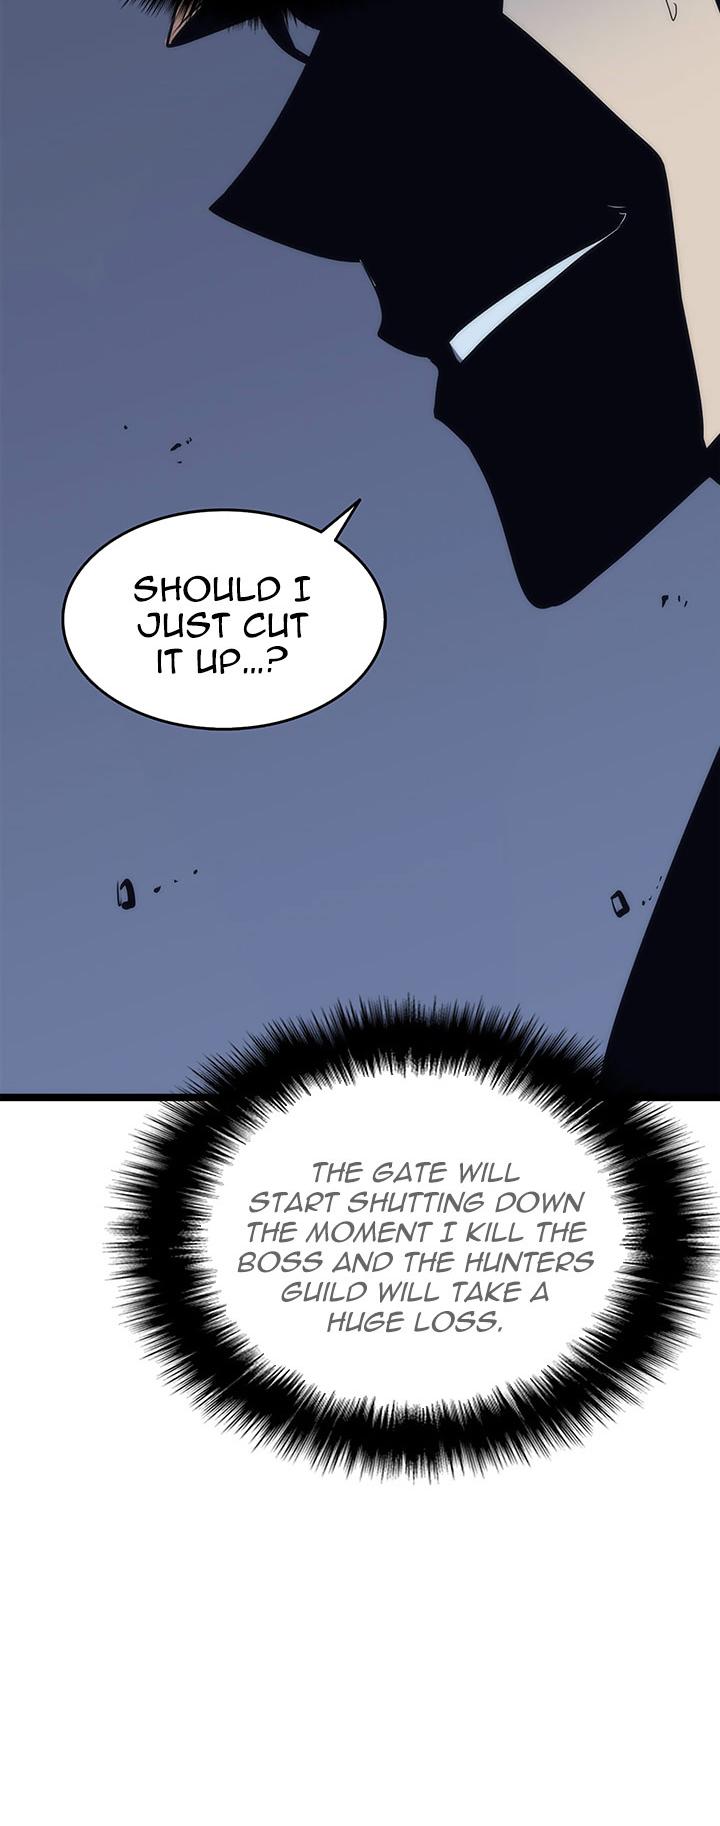 SHOULD I
JUST CUT
IT UP...?
THE GATE WILL
START SHUTTING DOWN
THE MOMENT I KILL THE
BOSS AND THE HUNTERS
GUILD WILL TAKE A
HUGE LOSS.